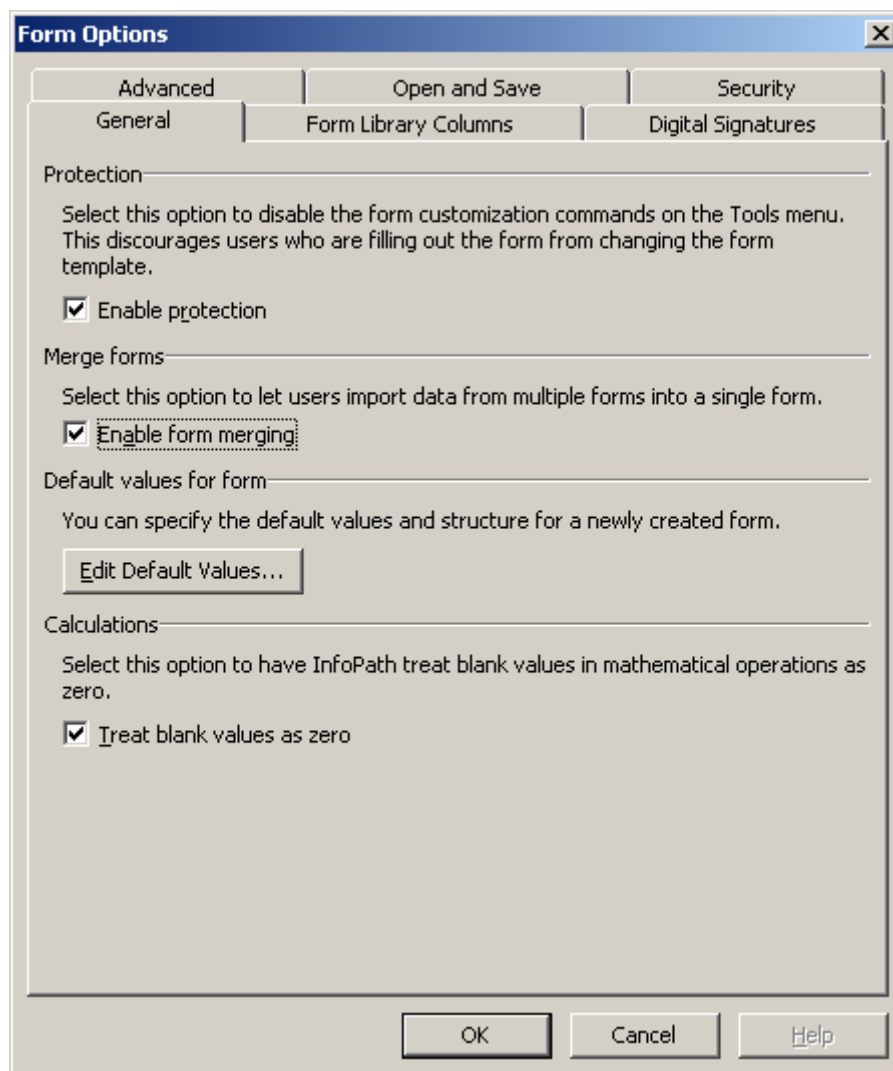 Form Options
Advanced
Open and Save
Security
General
Form Library Columns
Digital Signatures
Protection
Select this option to disable the form customization commands on the Tools menu.
This discourages users who are filling out the form from changing the form
template.
Enable protection
Merge forms
Select this option to let users import data from multiple forms into a single form.
Enable form merging
Default values for form
You can specify the default values and structure for a newly created form.
Edit Default Values...
Calculations
Select this option to have InfoPath treat blank values in mathematical operations as
zero.
Treat blank values as zero
OK
Cancel
Help